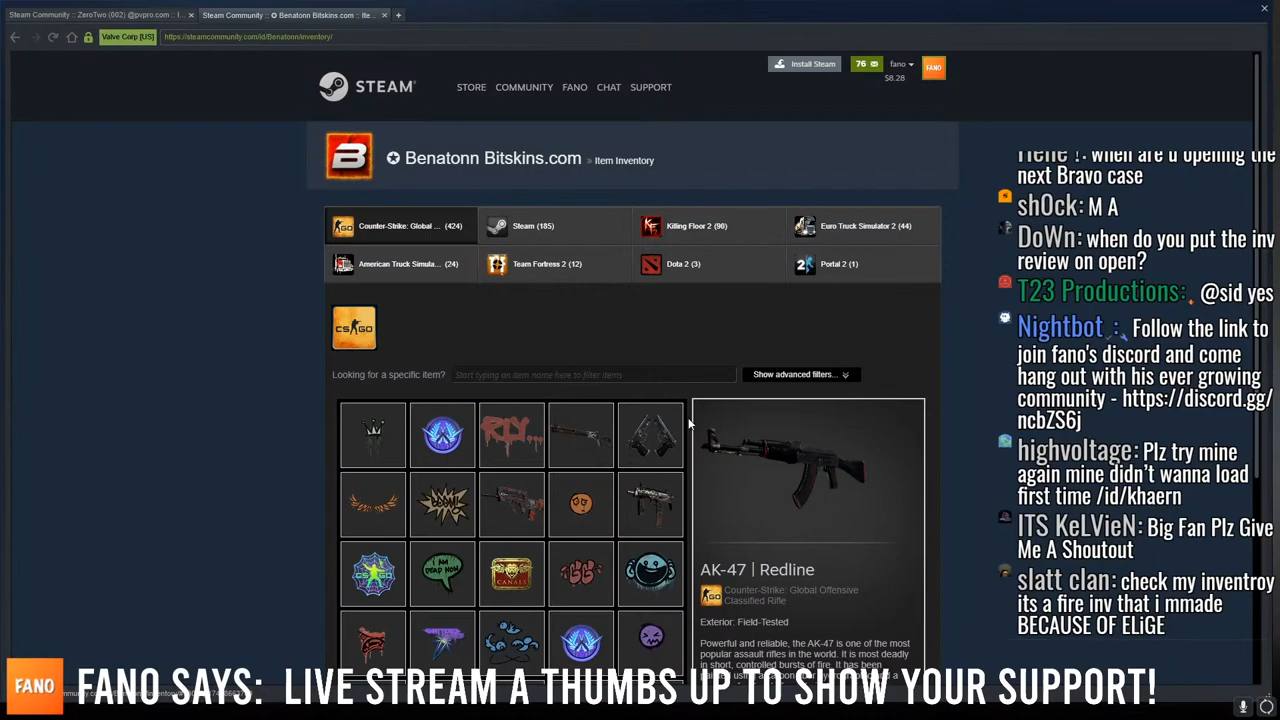 Steam Community :: ZeroTwo (002) @pvpro.com :: I...
Steam Community :: ✪ Benatonn Bitskins.com :: Ite...
Valve Corp [US]
https://steamcommunity.com/id/Benatonn/inventory/
Install Steam
76
fano
$8.28
FANO
STEAM
STORE
COMMUNITY
FANO
CHAT
SUPPORT
✪ Benatonn Bitskins.com » Item Inventory
Counter-Strike: Global ... (424)
Steam (185)
Killing Floor 2 (90)
Euro Truck Simulator 2 (44)
American Truck Simula... (24)
Team Fortress 2 (12)
Dota 2 (3)
Portal 2 (1)
CS GO
Looking for a specific item?
Start typing an item name here to filter items
Show advanced filters...
RLY...
BOOM!
CS:GO
I AM DEAD NOW
CANALS
AK-47 | Redline
Counter-Strike: Global Offensive
Classified Rifle
Exterior: Field-Tested
Powerful and reliable, the AK-47 is one of the most
popular assault rifles in the world. It is most deadly
in short, controlled bursts of fire. It has been
when are u opening the
next Bravo case
sh0ck: M A
DoWn: when do you put the inv
review on open?
T23 Productions: @sid yes
Nightbot : Follow the link to
join fano's discord and come
hang out with his ever growing
community - https://discord.gg/
ncbZS6j
highvoltage: Plz try mine
again mine didn't wanna load
first time /id/khaern
ITS KeLVieN: Big Fan Plz Give
Me A Shoutout
slatt clan: check my inventroy
its a fire inv that i mmade
BECAUSE OF ELiGE
FANO
FANO SAYS: LIVE STREAM A THUMBS UP TO SHOW YOUR SUPPORT!